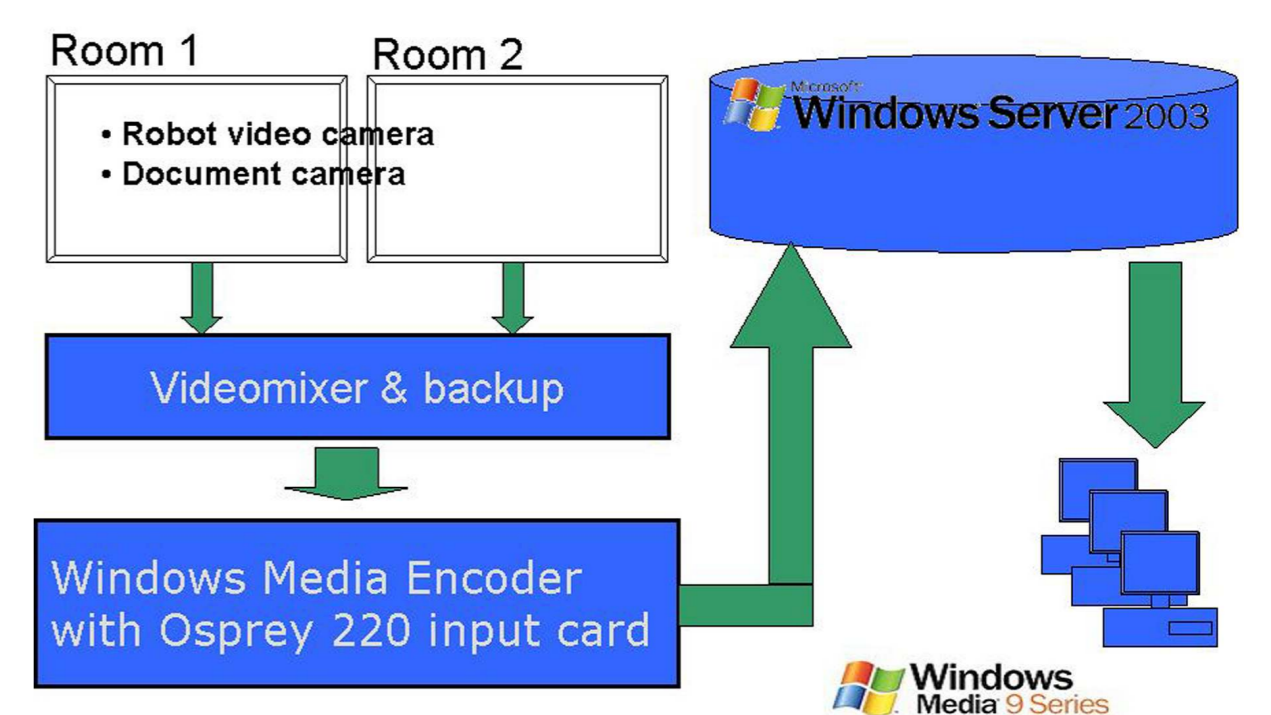 Room 1
Room 2
• Robot video camera
• Document camera
Microsoft
Windows Server 2003
Videomixer & backup
Windows Media Encoder
with Osprey 220 input card
Windows
Media 9 Series